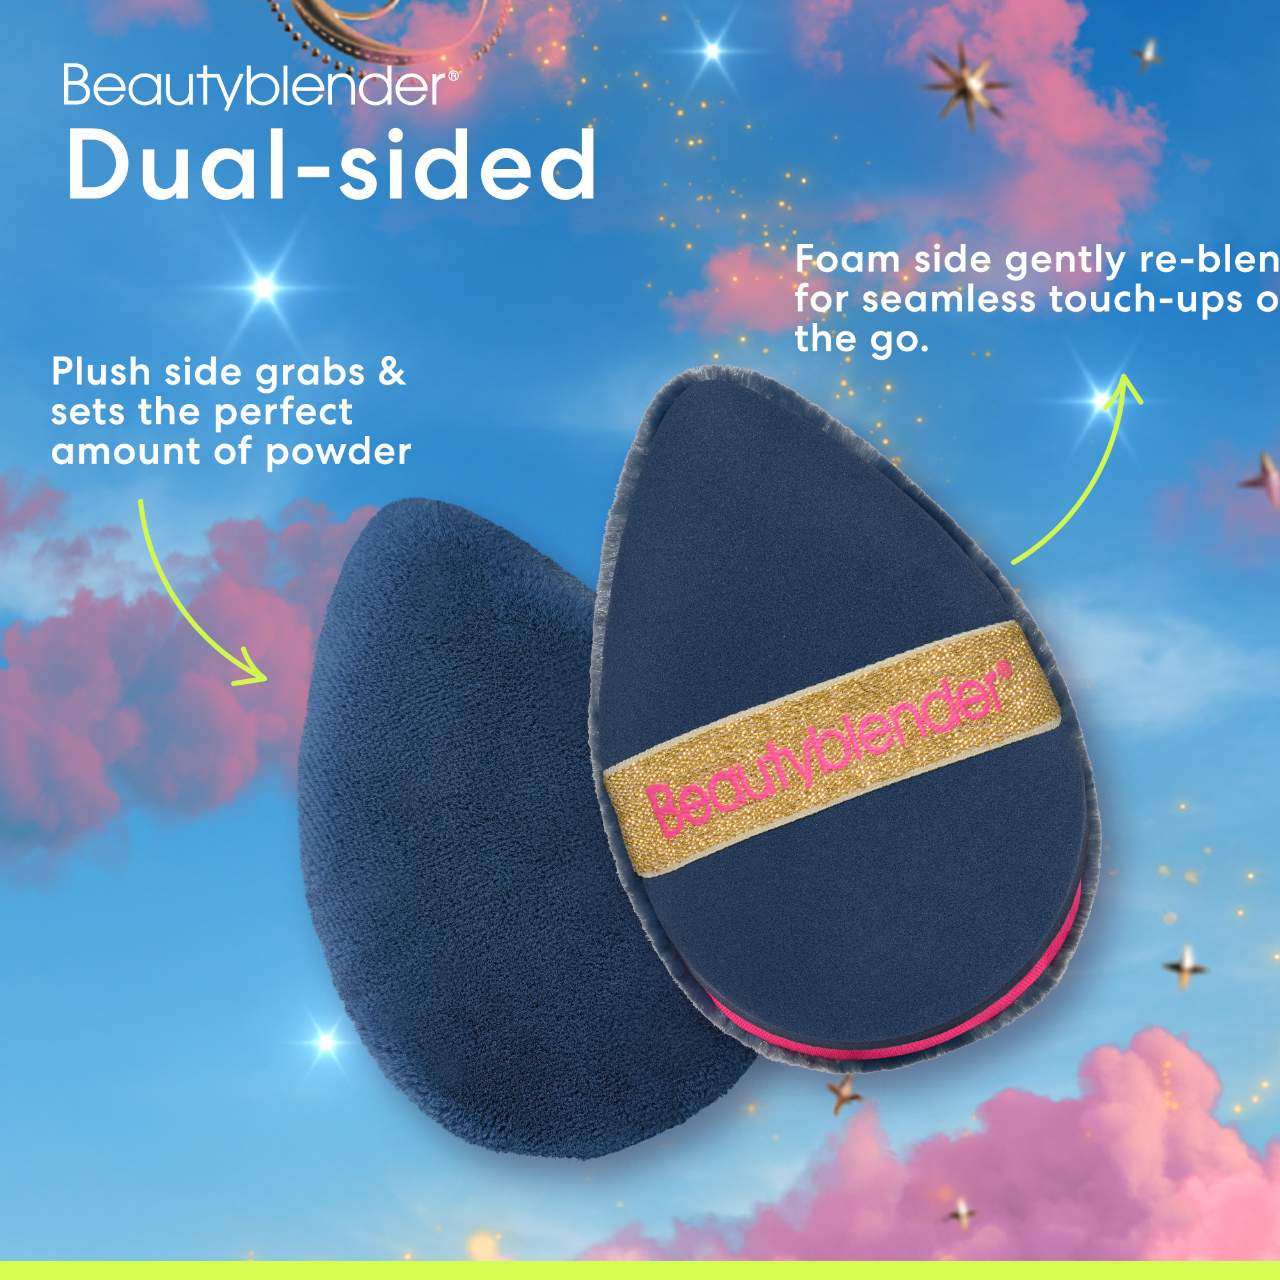 Beautyblender®
Dual-sided
Foam side gently re-blen
for seamless touch-ups o
the go.
Plush side grabs &
sets the perfect
amount of powder
Beautyblender®